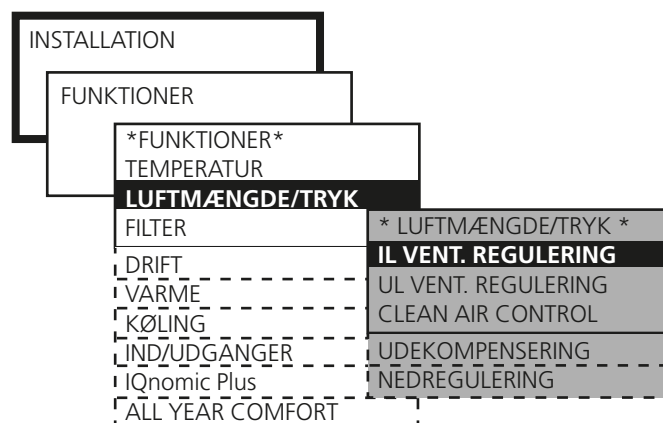 INSTALLATION
FUNKTIONER
*FUNKTIONER*
TEMPERATUR
LUFTMÆNGDE/TRYK
FILTER
DRIFT
VARME
KØLING
IND/UDGANGER
IQnomic Plus
ALL YEAR COMFORT
* LUFTMÆNGDE/TRYK *
IL VENT. REGULERING
UL VENT. REGULERING
CLEAN AIR CONTROL
UDEKOMPENSERING
NEDREGULERING